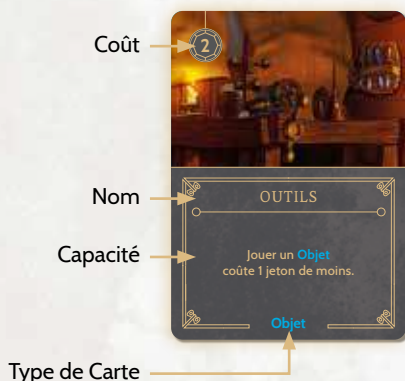 Coût
2
Nom
OUTILS
Capacité
Jouer un Objet
coûte 1 jeton de moins.
Objet
Type de Carte